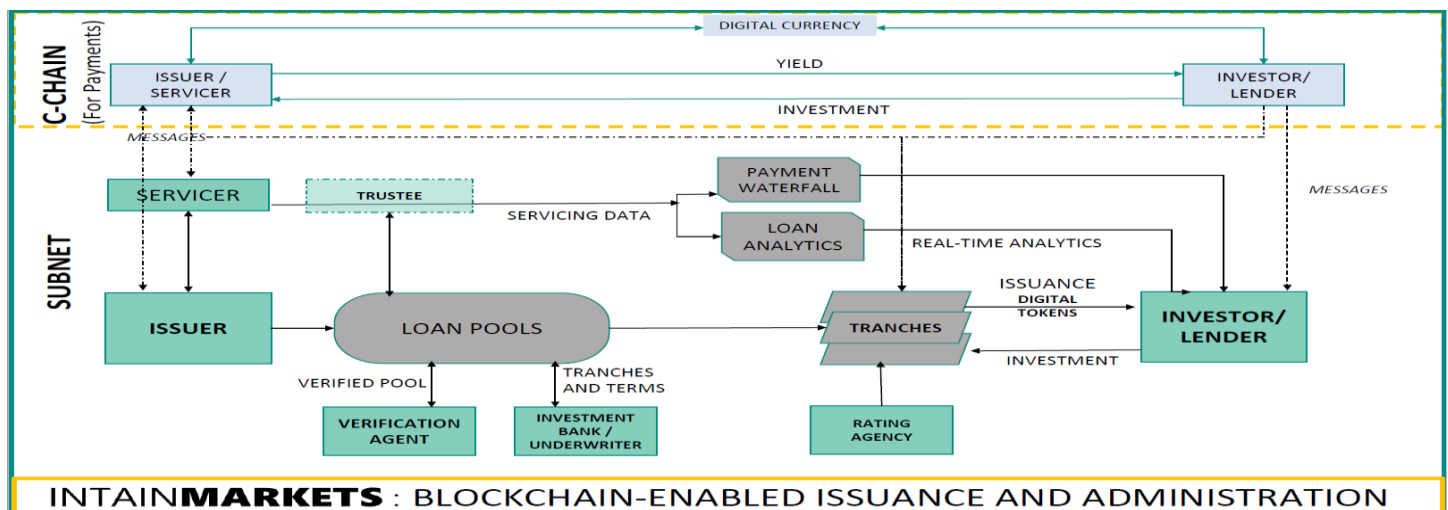 C-CHAIN
(For Payments)
DIGITAL CURRENCY
ISSUER /
SERVICER
YIELD
INVESTMENT
INVESTOR/
LENDER
MESSAGES
SUBNET
SERVICER
TRUSTEE
SERVICING DATA
PAYMENT
WATERFALL
LOAN
ANALYTICS
REAL-TIME ANALYTICS
MESSAGES
ISSUER
LOAN POOLS
TRANCHES
ISSUANCE
DIGITAL
TOKENS
INVESTMENT
INVESTOR/
LENDER
VERIFIED POOL
TRANCHES
AND TERMS
VERIFICATION
AGENT
INVESTMENT
BANK /
UNDERWRITER
RATING
AGENCY
INTAINMARKETS : BLOCKCHAIN-ENABLED ISSUANCE AND ADMINISTRATION